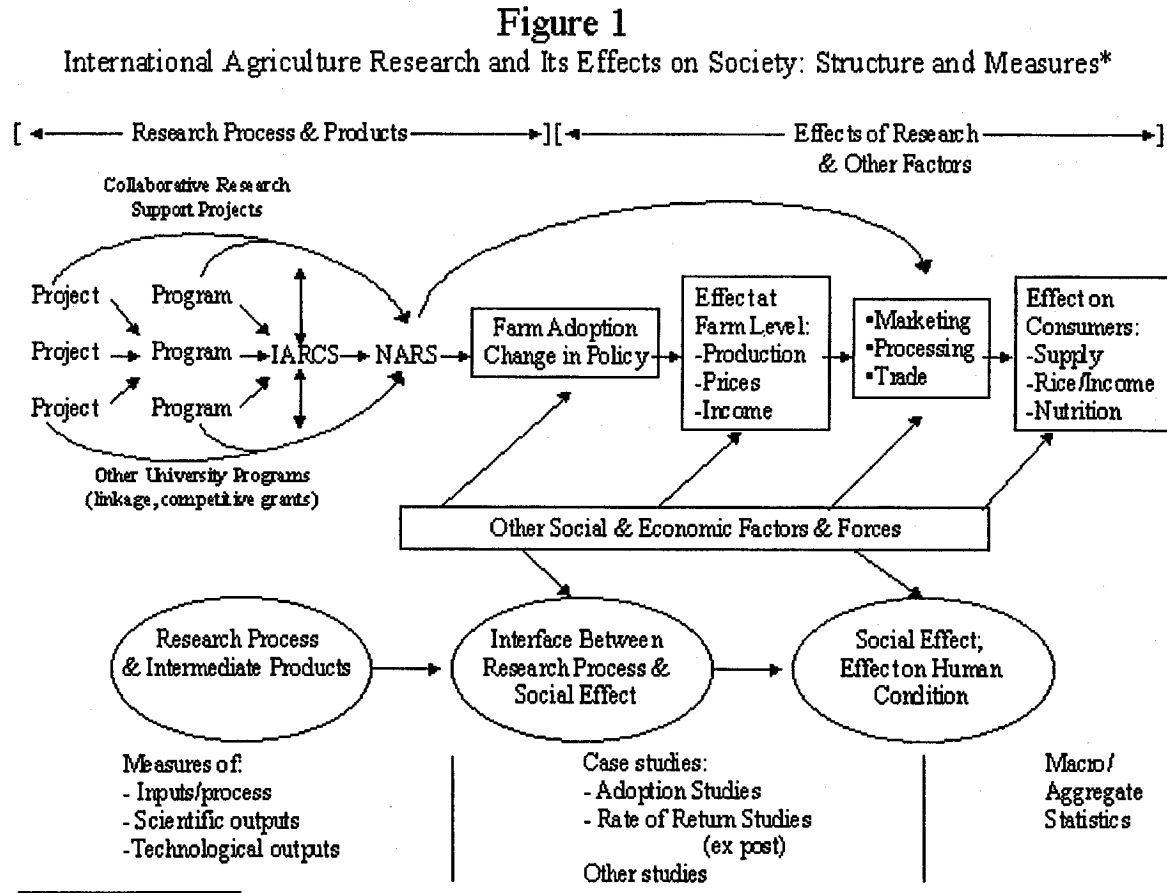 Figure 1
International Agriculture Research and Its Effects on Society: Structure and Measures*
[ Research Process & Products ] [ Effects of Research ]
& Other Factors
Collaborative Research
Support Projects
Project
Program
Project
Program
IARCS
NARS
Project
Program
Other University Programs
(linkage, competitive grants)
Farm Adoption
Change in Policy
Effect at
Farm Level:
-Production
-Prices
-Income
▪Marketing
▪Processing
▪Trade
Effect on
Consumers:
-Supply
-Rice/Income
-Nutrition
Other Social & Economic Factors & Forces
Research Process
& Intermediate Products
Interface Between
Research Process &
Social Effect
Social Effect;
Effect on Human
Condition
Measures of:
- Inputs/process
- Scientific outputs
-Technological outputs
Case studies:
- Adoption Studies
- Rate of Return Studies
(ex post)
Other studies
Macro/
Aggregate
Statistics